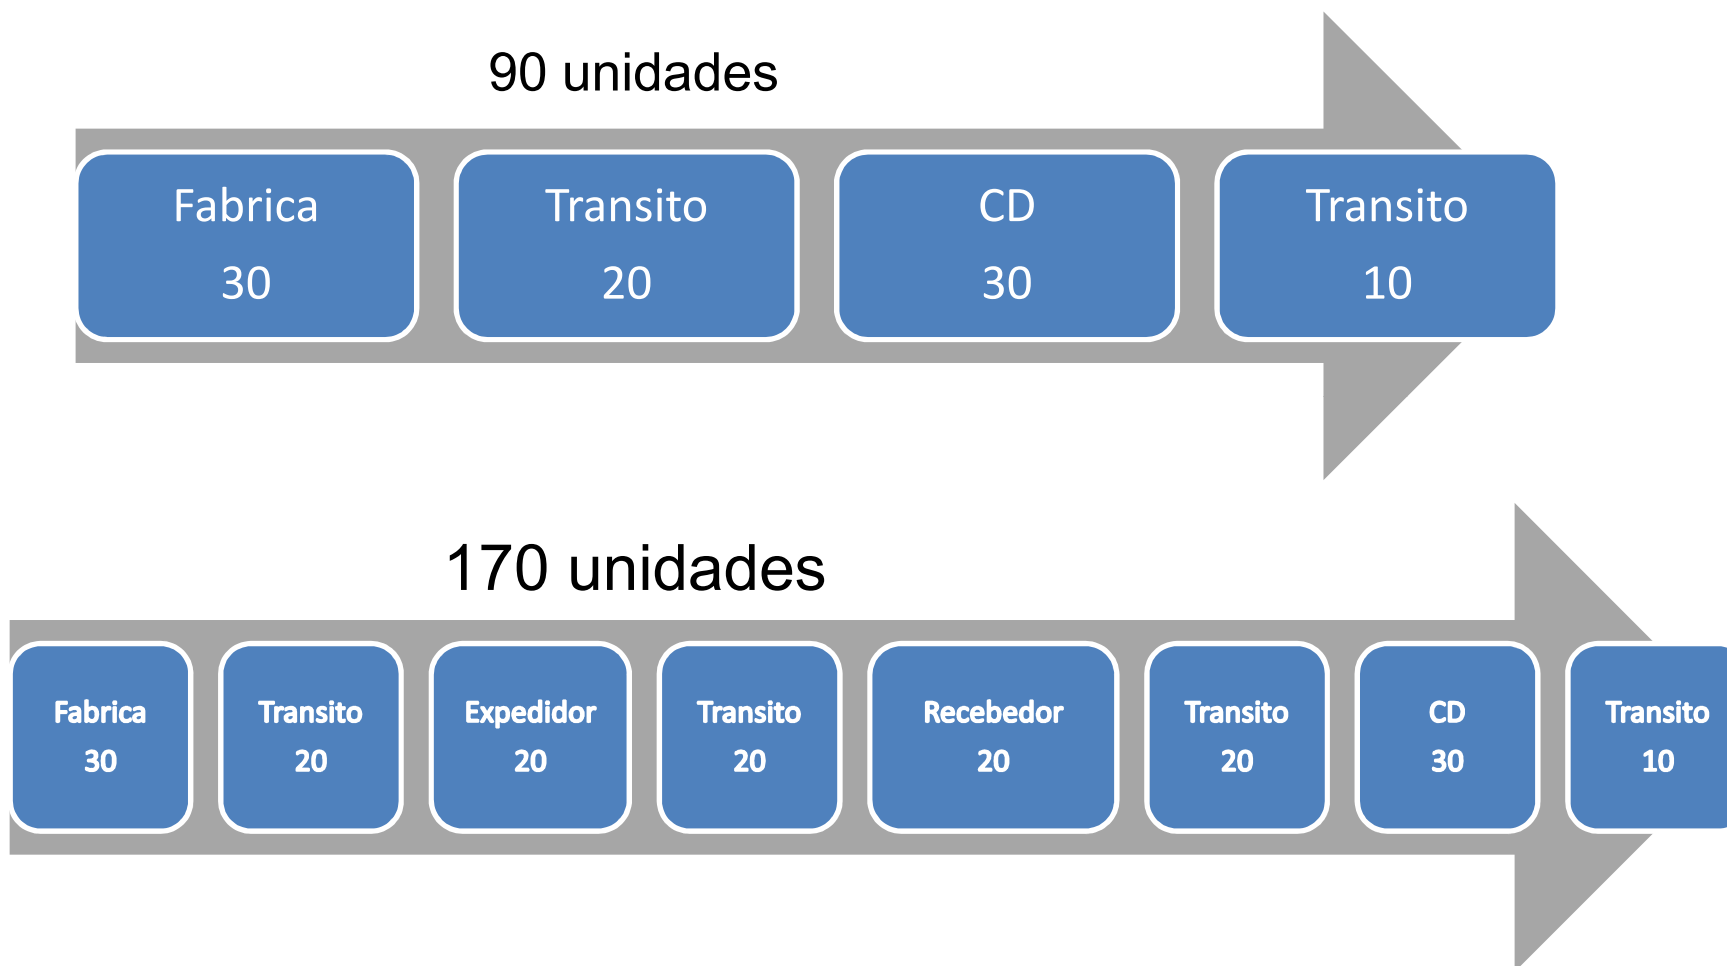 90 unidades
Fabrica
30
Transito
20
CD
30
Transito
10
170 unidades
Fabrica
30
Transito
20
Expedidor
20
Transito
20
Recebedor
20
Transito
20
CD
30
Transito
10